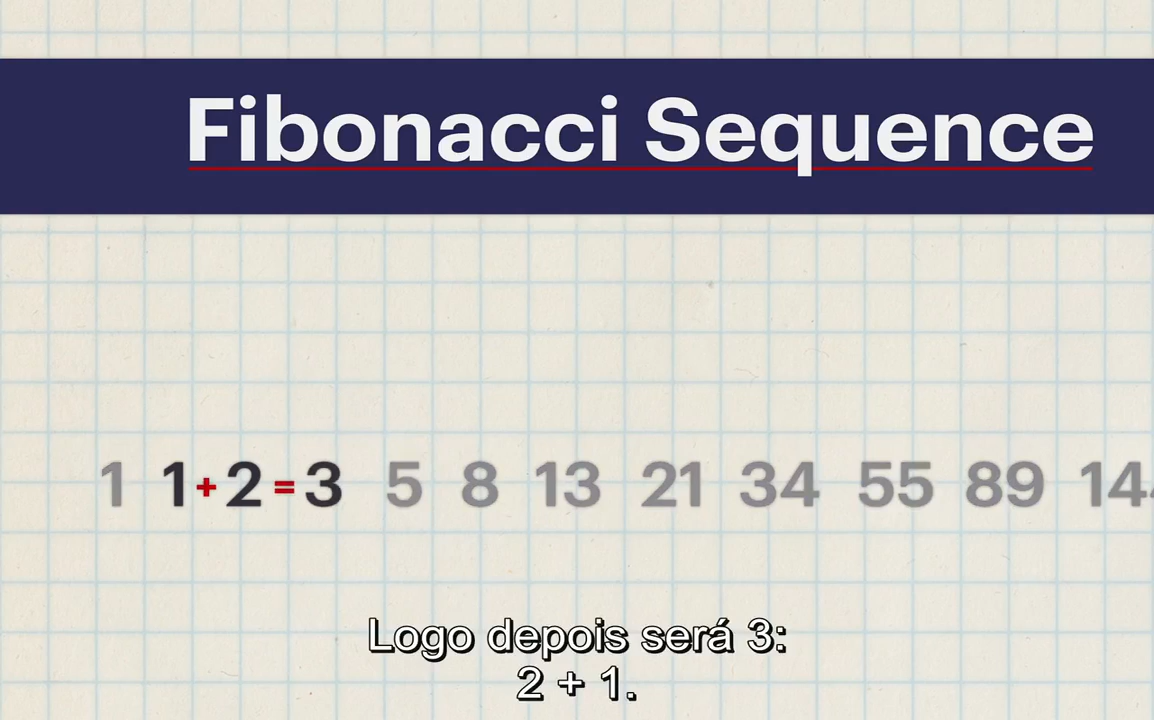 Fibonacci Sequence
1 1 + 2 = 3 5 8 13 21 34 55 89 14
Logo depois será 3:
2 + 1.